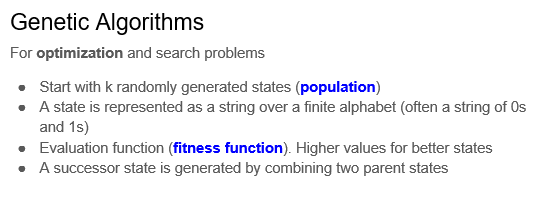 Genetic Algorithms
For optimization and search problems
● Start with k randomly generated states (population)
● A state is represented as a string over a finite alphabet (often a string of 0s
and 1s)
● Evaluation function (fitness function). Higher values for better states
● A successor state is generated by combining two parent states